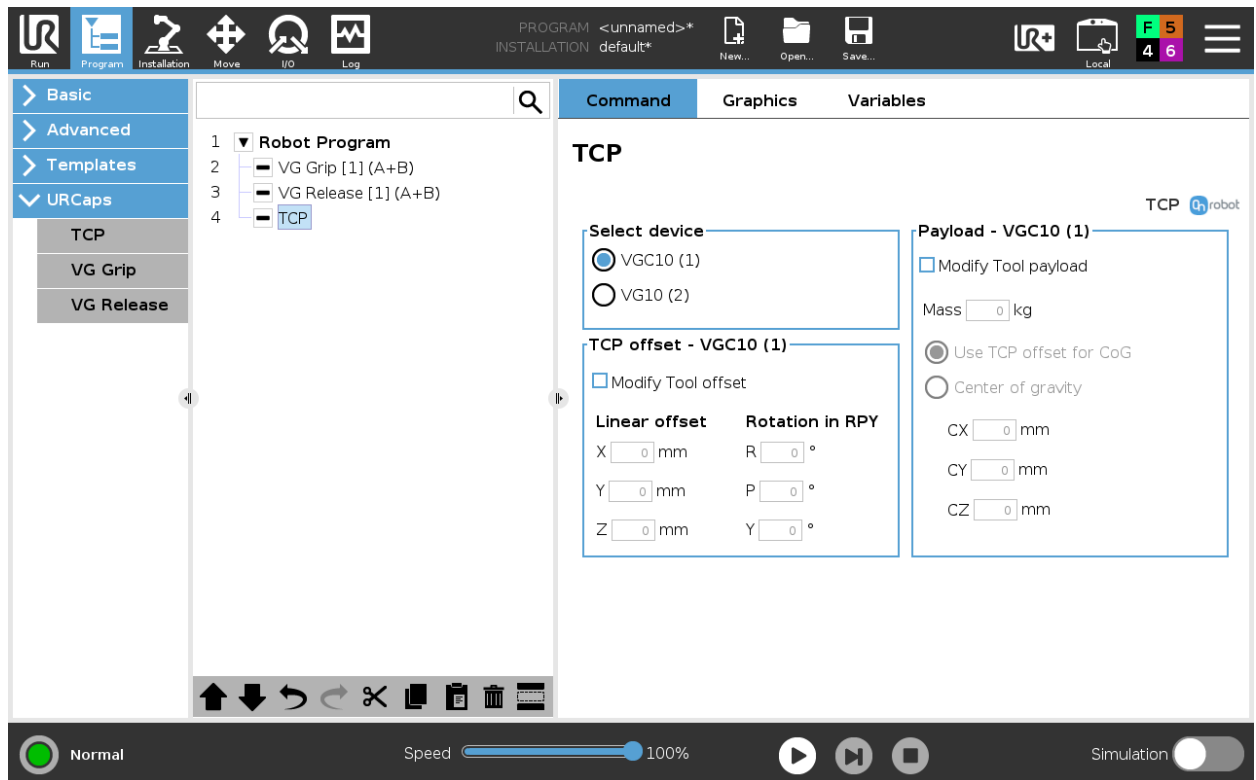 PROGRAM <unnamed>*
INSTALLATION default*
UR
Run
Program
Installation
Move
I/O
Log
New...
Open...
Save...
UR+
Local
F 5
4 6
Basic
Advanced
Templates
URCaps
TCP
VG Grip
VG Release
1 Robot Program
2 VG Grip [1] (A+B)
3 VG Release [1] (A+B)
4 TCP
Command Graphics Variables
TCP
TCP On robot
Select device
VGC10 (1)
VG10 (2)
TCP offset - VGC10 (1)
Modify Tool offset
Linear offset Rotation in RPY
X 0 mm R 0 °
Y 0 mm P 0 °
Z 0 mm Y 0 °
Payload - VGC10 (1)
Modify Tool payload
Mass 0 kg
Use TCP offset for CoG
Center of gravity
CX 0 mm
CY 0 mm
CZ 0 mm
Normal
Speed 100%
Simulation